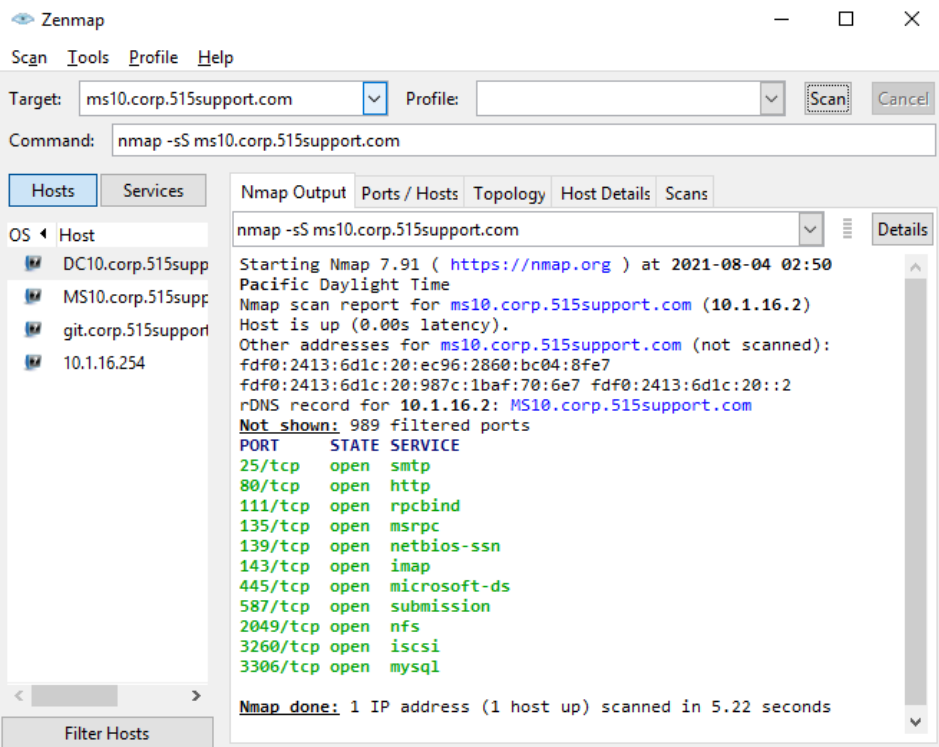 Zenmap
Scan Tools Profile Help
Target: ms10.corp.515support.com Profile: Scan Cancel
Command: nmap -sS ms10.corp.515support.com
Hosts Services
OS Host
DC10.corp.515supp
MS10.corp.515supp
git.corp.515support
10.1.16.254
Filter Hosts
Nmap Output Ports / Hosts Topology Host Details Scans
nmap -sS ms10.corp.515support.com Details
Starting Nmap 7.91 ( https://nmap.org ) at 2021-08-04 02:50
Pacific Daylight Time
Nmap scan report for ms10.corp.515support.com (10.1.16.2)
Host is up (0.00s latency).
Other addresses for ms10.corp.515support.com (not scanned):
fdf0:2413:6d1c:20:ec96:2860:bc04:8fe7
fdf0:2413:6d1c:20:987c:1baf:70:6e7 fdf0:2413:6d1c:20::2
rDNS record for 10.1.16.2: MS10.corp.515support.com
Not shown: 989 filtered ports
PORT STATE SERVICE
25/tcp open smtp
80/tcp open http
111/tcp open rpcbind
135/tcp open msrpc
139/tcp open netbios-ssn
143/tcp open imap
445/tcp open microsoft-ds
587/tcp open submission
2049/tcp open nfs
3260/tcp open iscsi
3306/tcp open mysql
Nmap done: 1 IP address (1 host up) scanned in 5.22 seconds